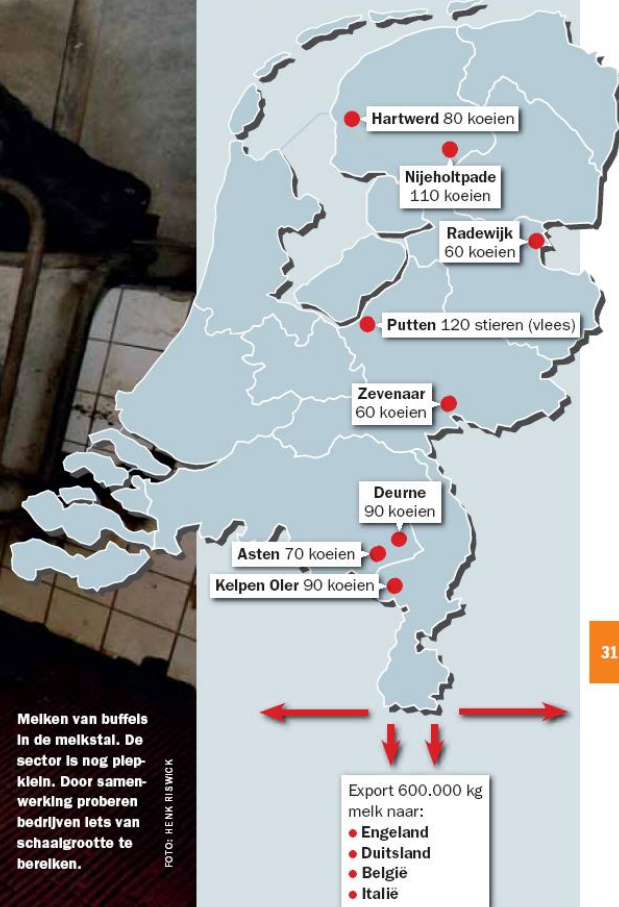 Hartwerd 80 koeien
Nijeholtpade
110 koeien
Radewijk
60 koeien
Putten 120 stieren (vlees)
Zevenaar
60 koeien
Deurne
90 koeien
Asten 70 koeien
Kelpen Oler 90 koeien
31
Melken van buffels
in de melkstal. De
sector is nog piep-
klein. Door samen-
werking proberen
bedrijven iets van
schaalgrootte te
bereiken.
FOTO: HENK RISWICK
Export 600.000 kg
melk naar:
• Engeland
• Duitsland
• België
• Italië